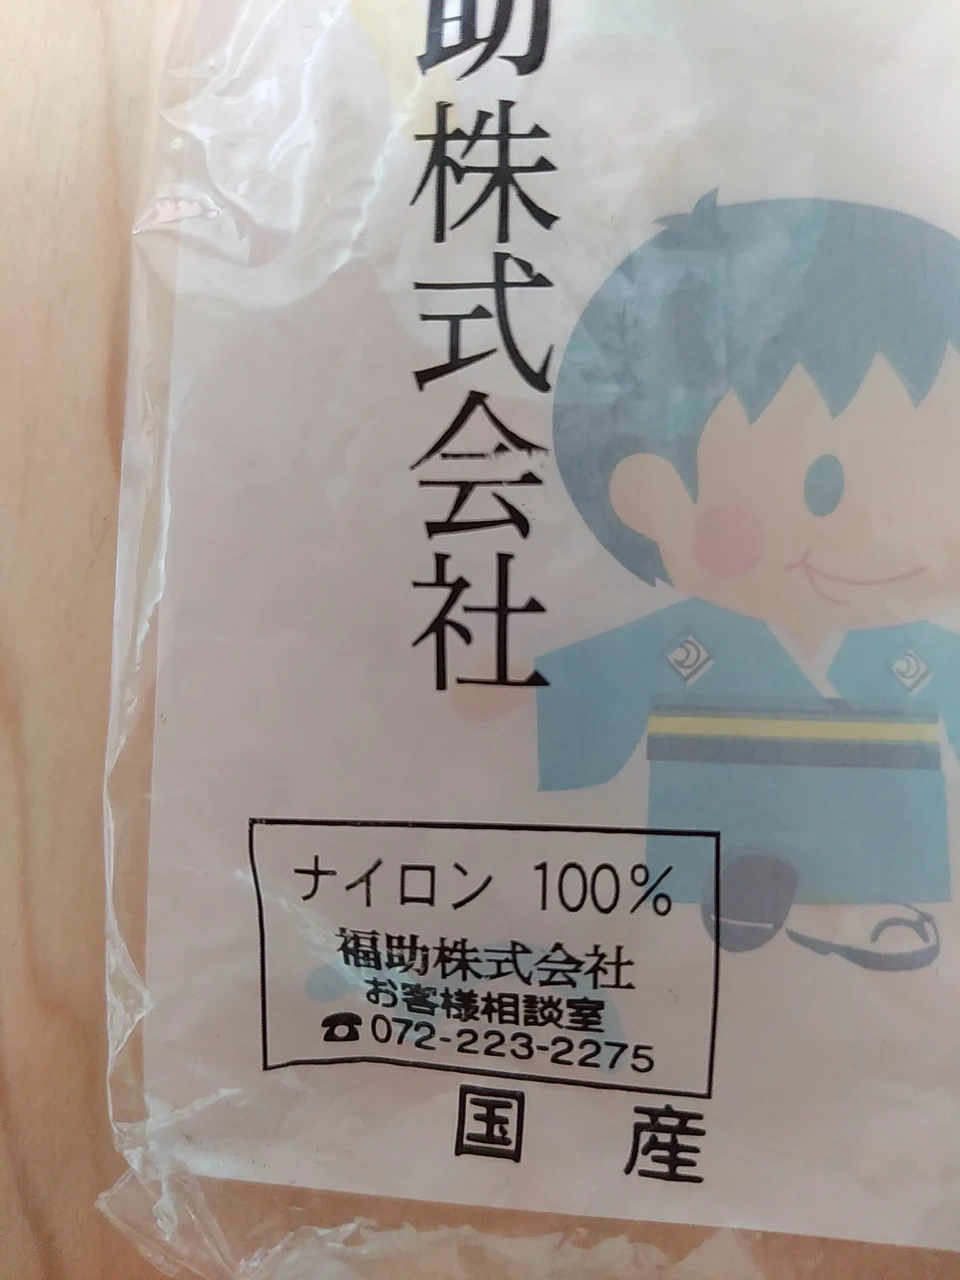 助株式会社
ナイロン 100%
福助株式会社
お客様相談室
☎072-223-2275
国 産